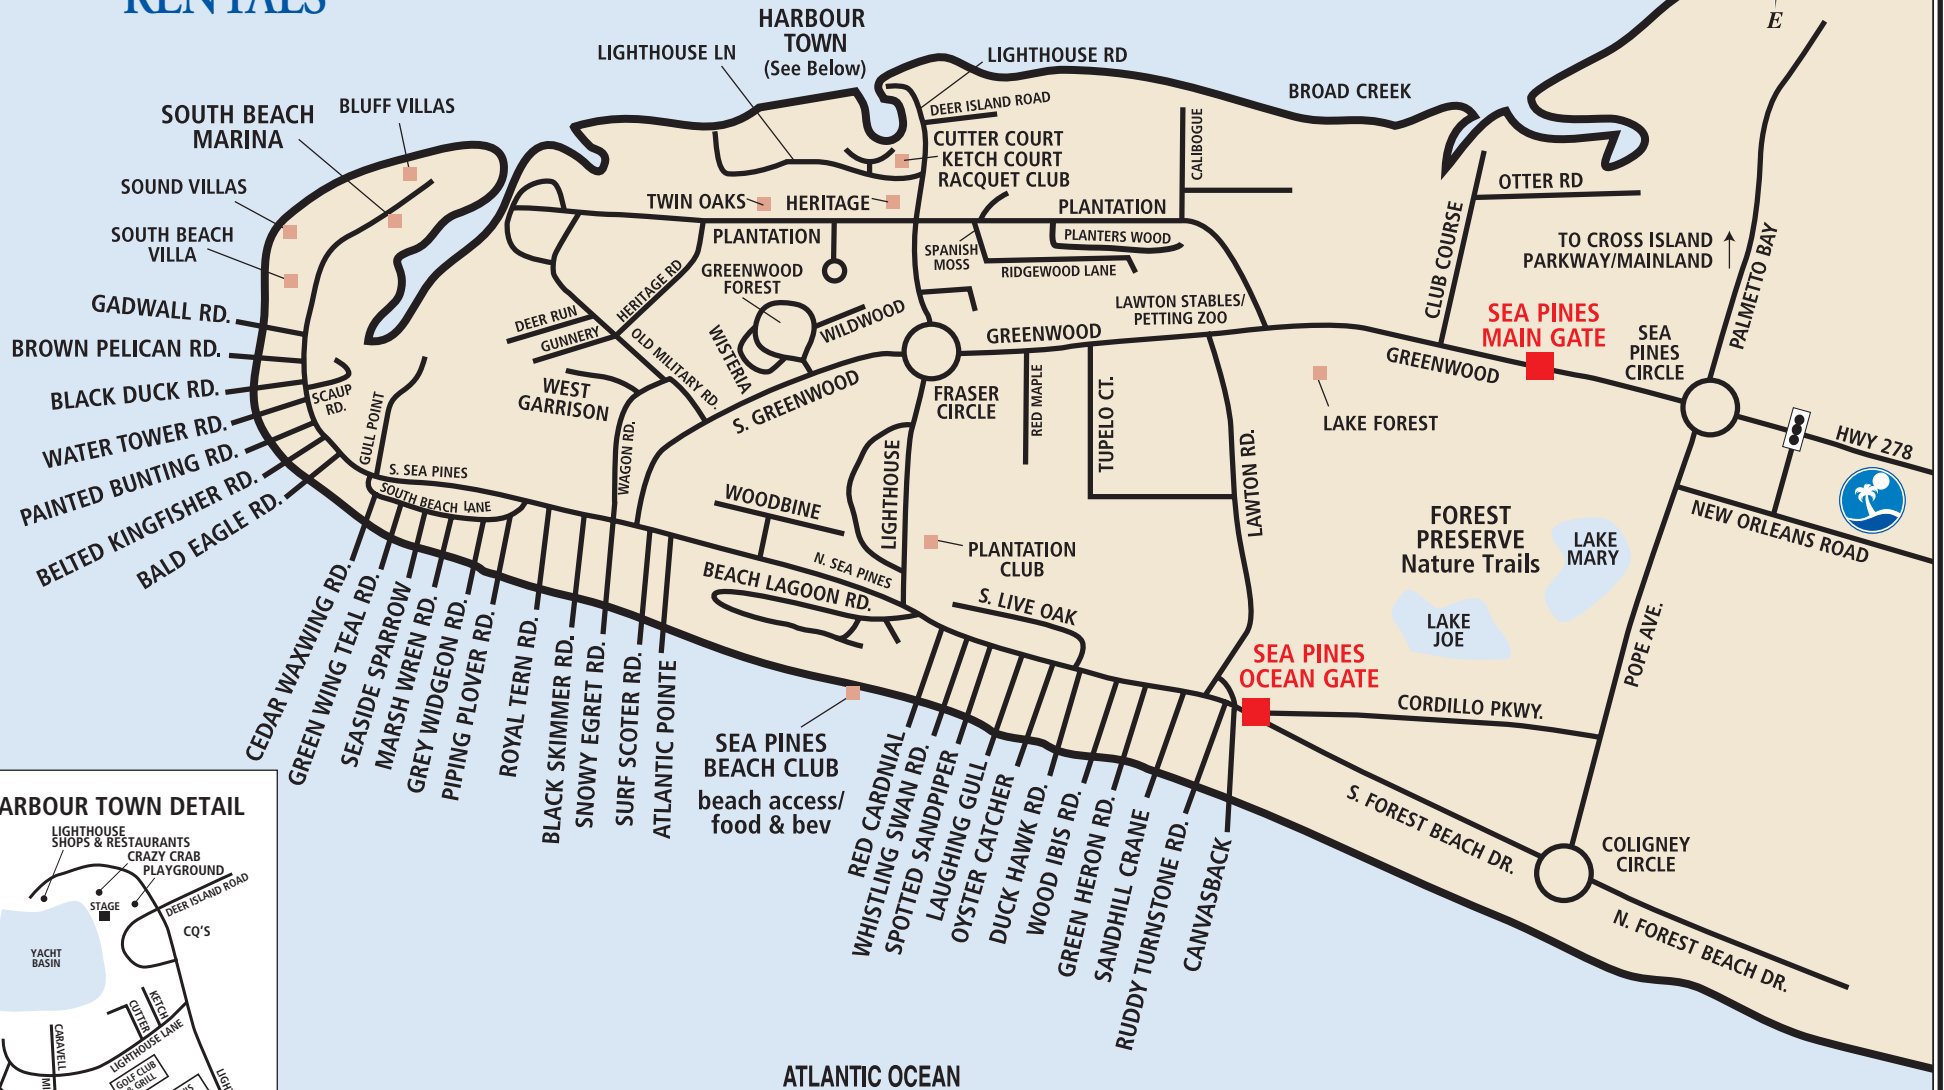 RENTALS
E
HARBOUR
TOWN
(See Below)
LIGHTHOUSE LN
LIGHTHOUSE RD
BROAD CREEK
BLUFF VILLAS
SOUTH BEACH
MARINA
DEER ISLAND ROAD
CALIBOGUE
CUTTER COURT
KETCH COURT
RACQUET CLUB
SOUND VILLAS
TWIN OAKS
HERITAGE
PLANTATION
OTTER RD
CLUB COURSE
SOUTH BEACH
VILLA
PLANTATION
SPANISH
MOSS
PLANTERS WOOD
RIDGEWOOD LANE
TO CROSS ISLAND
PARKWAY/MAINLAND
PALMETTO BAY
GREENWOOD
FOREST
HERITAGE RD
LAWTON STABLES/
PETTING ZOO
SEA PINES
MAIN GATE
SEA
PINES
CIRCLE
GADWALL RD.
BROWN PELICAN RD.
BLACK DUCK RD.
WATER TOWER RD.
PAINTED BUNTING RD.
BELTED KINGFISHER RD.
BALD EAGLE RD.
DEER RUN
GUNNERY
OLD MILITARY RD.
WISTERIA
WILDWOOD
GREENWOOD
GREENWOOD
WEST
GARRISON
S. GREENWOOD
FRASER
CIRCLE
RED MAPLE
TUPELO CT.
LAKE FOREST
SCAUP
RD.
GULL POINT
WAGON RD.
LIGHTHOUSE
LAWTON RD.
HWY 278
S. SEA PINES
SOUTH BEACH LANE
WOODBINE
NEW ORLEANS ROAD
FOREST
PRESERVE
Nature Trails
LAKE
MARY
PLANTATION
CLUB
N. SEA PINES
BEACH LAGOON RD.
S. LIVE OAK
LAKE
JOE
POPE AVE.
SEA PINES
OCEAN GATE
CORDILLO PKWY.
CEDAR WAXWING RD.
GREEN WING TEAL RD.
SEASIDE SPARROW
MARSH WREN RD.
GREY WIDGEON RD.
PIPING PLOVER RD.
ROYAL TERN RD.
BLACK SKIMMER RD.
SNOWY EGRET RD.
SURF SCOTER RD.
ATLANTIC POINTE
SEA PINES
BEACH CLUB
beach access/
food & bev
RED CARDNIAL
WHISTLING SWAN RD.
SPOTTED SANDPIPER
LAUGHING GULL
OYSTER CATCHER
DUCK HAWK RD.
WOOD IBIS RD.
GREEN HERON RD.
SANDHILL CRANE
RUDDY TURNSTONE RD.
CANVASBACK
S. FOREST BEACH DR.
COLIGNEY
CIRCLE
N. FOREST BEACH DR.
ARBOUR TOWN DETAIL
LIGHTHOUSE
SHOPS & RESTAURANTS
CRAZY CRAB
PLAYGROUND
DEER ISLAND ROAD
STAGE
CQ'S
YACHT
BASIN
KETCH
CUTTER
CARAVELL
LIGHTHOUSE LANE
GOLF CLUB
& GRILL
ATLANTIC OCEAN